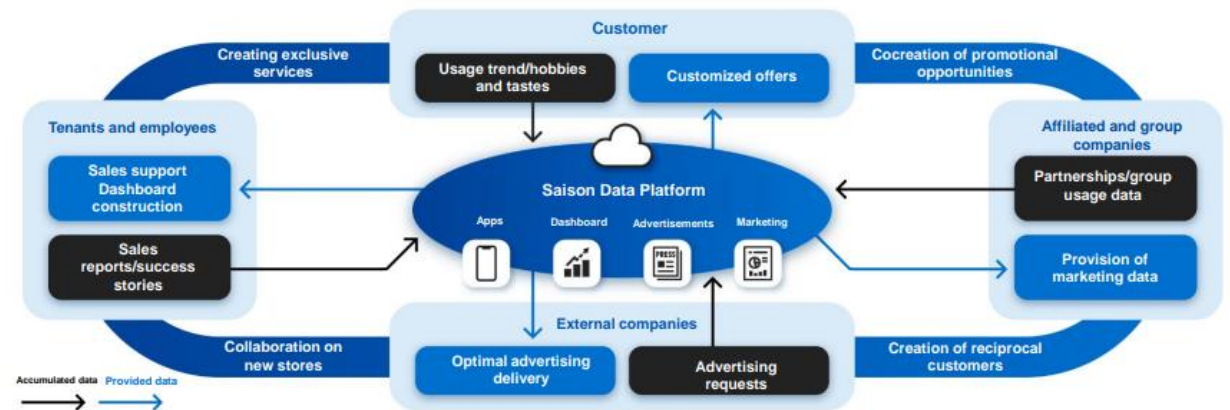 Customer
Creating exclusive
services
Usage trend/hobbies
and tastes
Customized offers
Cocreation of promotional
opportunities
Tenants and employees
Sales support
Dashboard
construction
Sales
reports/success
stories
Saison Data Platform
Apps
Dashboard
Advertisements
Marketing
PRESS
Affiliated and group
companies
Partnerships/group
usage data
Provision of
marketing data
External companies
Collaboration on
new stores
Optimal advertising
delivery
Advertising
requests
Creation of reciprocal
customers
Accumulated data
Provided data